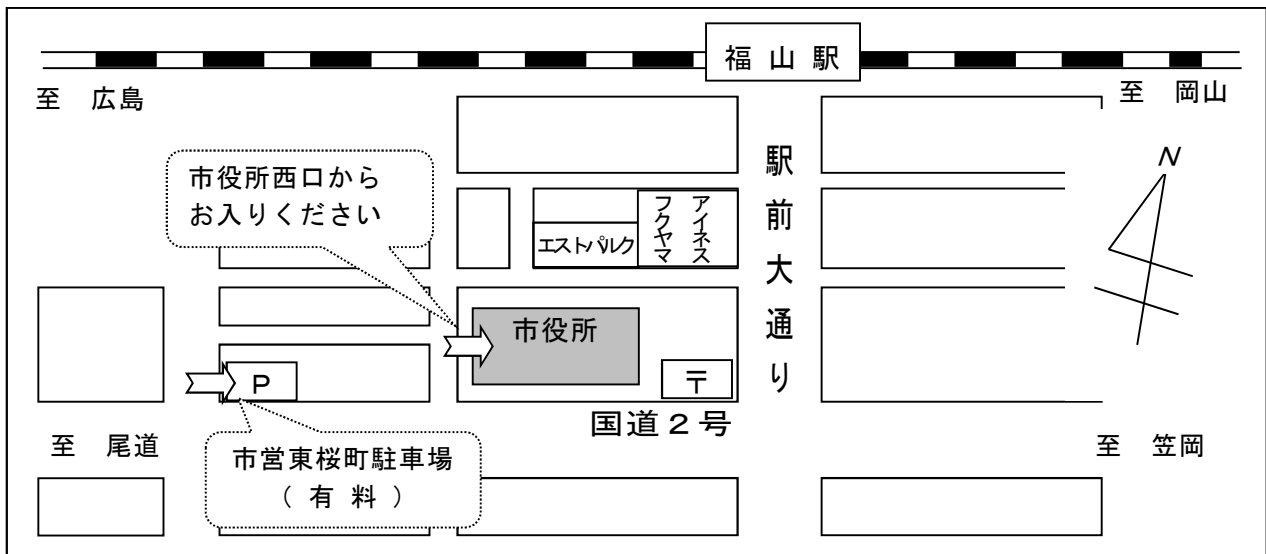 福山駅
至 広島
至 岡山
市役所西口から
お入りください
駅前大通り
N
アイネス
フクヤマ
エストパルク
市役所
P
〒
国道2号
至 尾道
至 笠岡
市営東桜町駐車場
(有料)